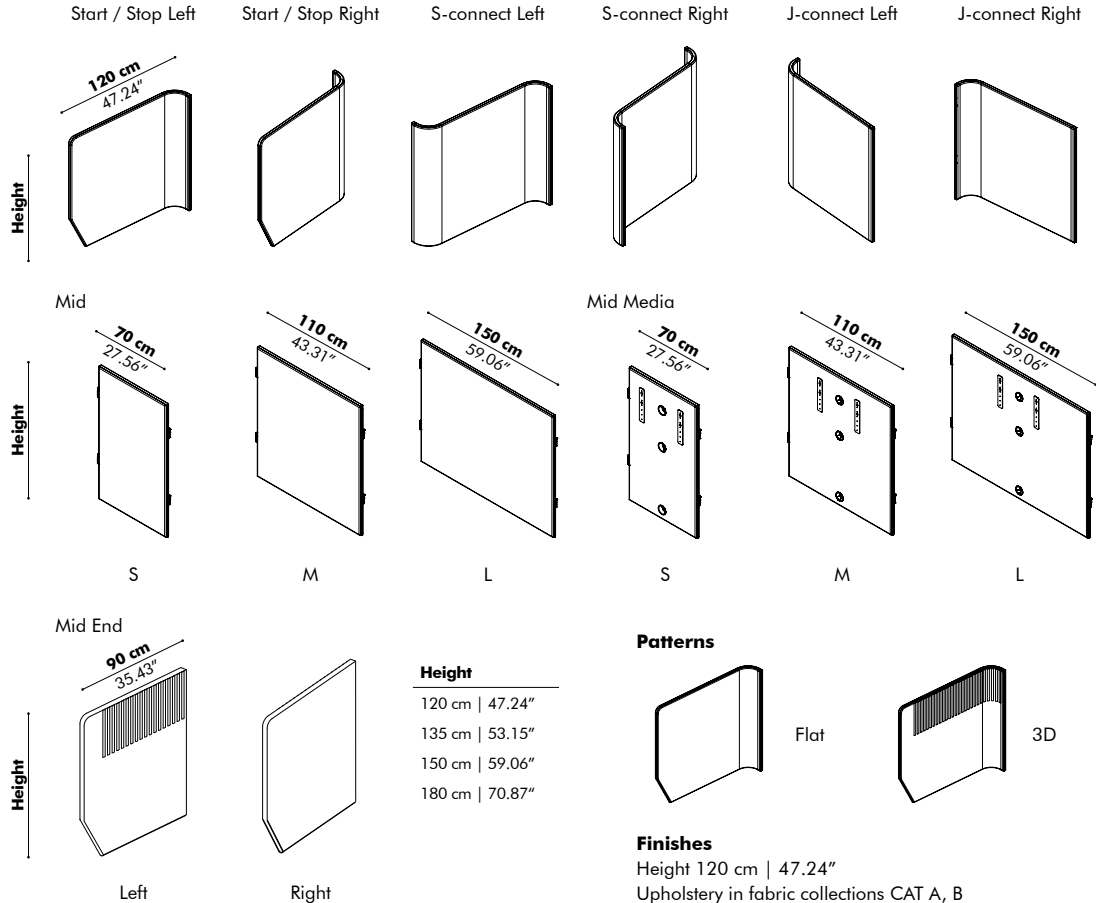 Start / Stop Left
Start / Stop Right
S-connect Left
S-connect Right
J-connect Left
J-connect Right
120 cm
47.24”
Height
Mid
Mid Media
70 cm
27.56”
110 cm
43.31”
150 cm
59.06”
70 cm
27.56”
110 cm
43.31”
150 cm
59.06”
Height
S
M
L
S
M
L
Mid End
90 cm
35.43”
Height
Left
Right
Height
120 cm | 47.24”
135 cm | 53.15”
150 cm | 59.06”
180 cm | 70.87“
Patterns
Flat
3D
Finishes
Height 120 cm | 47.24”
Upholstery in fabric collections CAT A, B